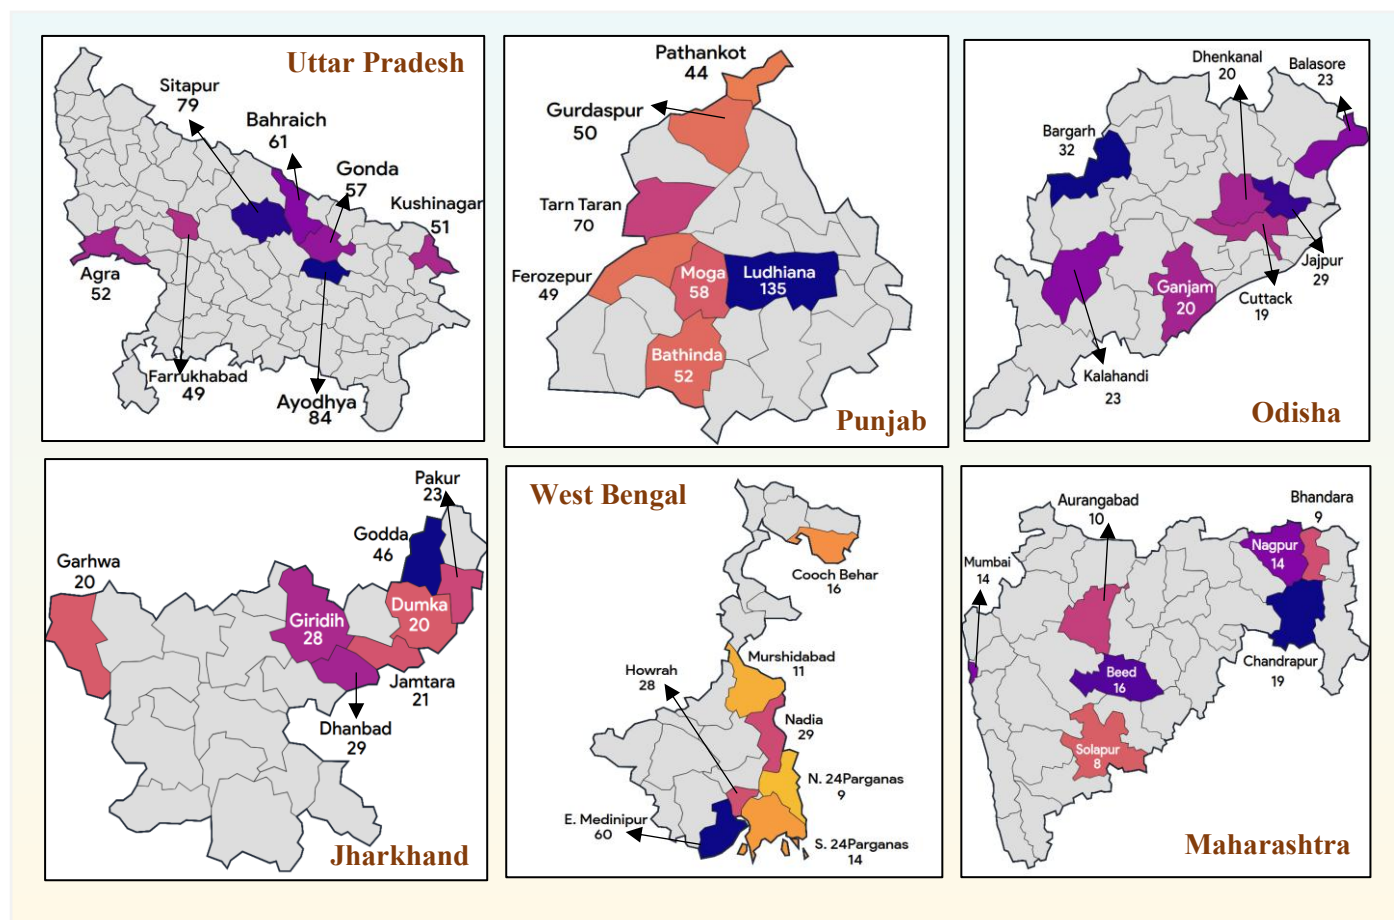 Uttar Pradesh
Sitapur
79
Bahraich
61
Gonda
57
Kushinagar
51
Agra
52
Farrukhabad
49
Ayodhya
84
Pathankot
44
Gurdaspur
50
Tarn Taran
70
Ferozepur
49
Moga
58
Ludhiana
135
Bathinda
52
Punjab
Dhenkanal
20
Balasore
23
Bargarh
32
Jajpur
29
Ganjam
20
Cuttack
19
Kalahandi
23
Odisha
Pakur
23
Godda
46
Garhwa
20
Dumka
20
Giridih
28
Jamtara
21
Dhanbad
29
Jharkhand
West Bengal
Cooch Behar
16
Murshidabad
11
Howrah
28
Nadia
29
N. 24Parganas
9
E. Medinipur
60
S. 24Parganas
14
Aurangabad
10
Bhandara
9
Nagpur
14
Mumbai
14
Chandrapur
19
Beed
16
Solapur
8
Maharashtra